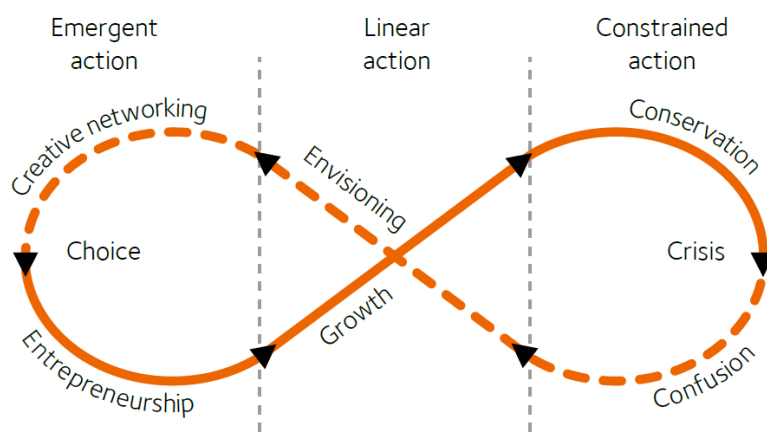 Emergent
action
Linear
action
Constrained
action
Creative networking
Envisioning
Conservation
Choice
Crisis
Entrepreneurship
Growth
Confusion